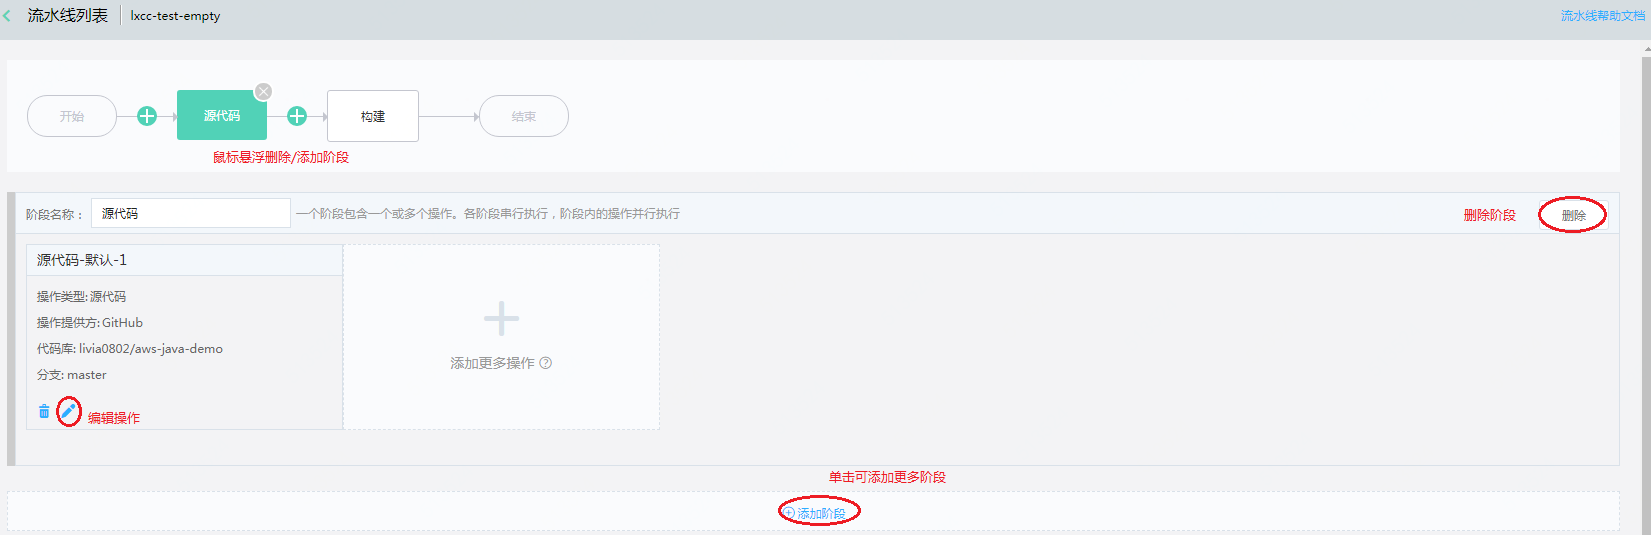 流水线列表 lxcc-test-empty 流水线帮助文档
开始 源代码 构建 结束
鼠标悬浮删除/添加阶段
阶段名称： 源代码 一个阶段包含一个或多个操作。各阶段串行执行，阶段内的操作并行执行 删除阶段 删除
源代码-默认-1
操作类型: 源代码
操作提供方: GitHub
代码库: livia0802/aws-java-demo
分支: master
编辑操作
添加更多操作
单击可添加更多阶段
添加阶段